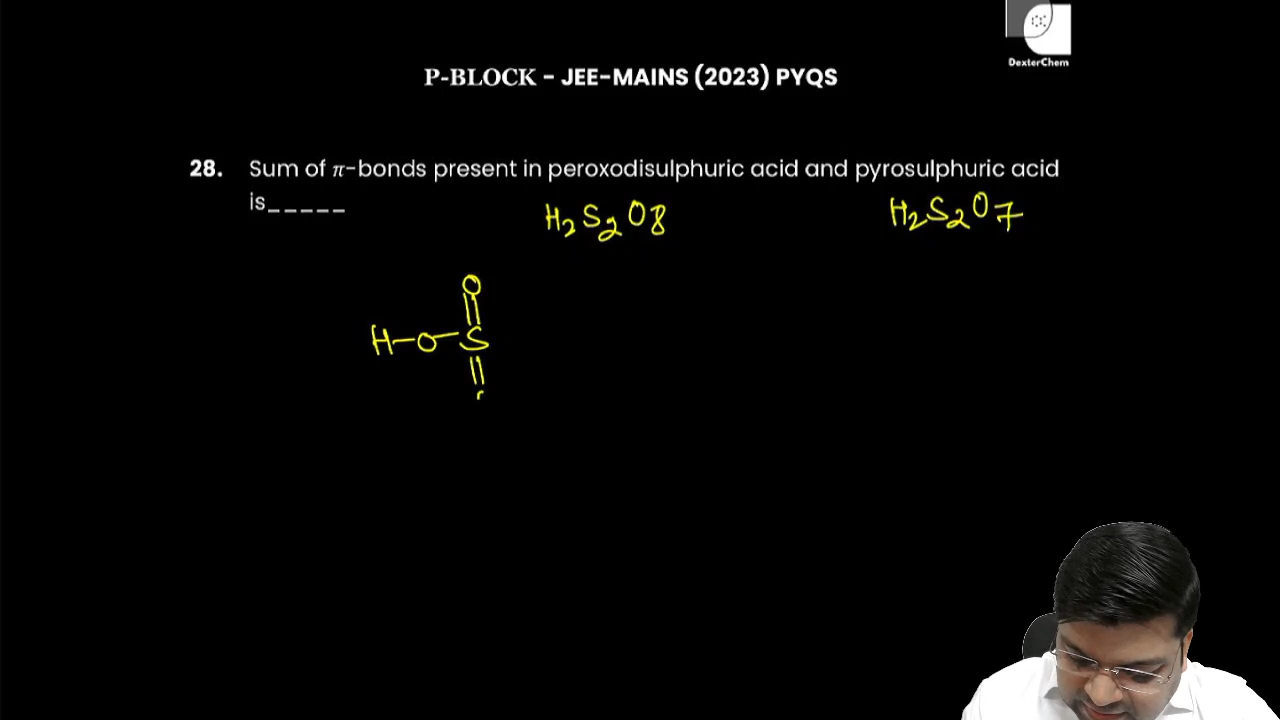 DexterChem
P-BLOCK - JEE-MAINS (2023) PYQS
28. Sum of π-bonds present in peroxodisulphuric acid and pyrosulphuric acid
is_____
H₂S₂O8 H₂S₂O7
O
||
H-O-S
||